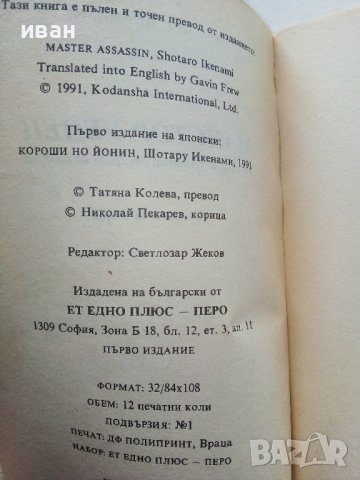 иван
Тази книга е пълен и точен превод от изданието:
MASTER ASSASSIN, Shotaro Ikenami
Translated into English by Gavin Frew
© 1991, Kodansha International, Ltd.
Първо издание на японски:
КОРОШИ НО ЙОНИН, Шотару Икенами, 1991
© Татяна Колева, превод
© Николай Пекарев, корица
Редактор: Светлозар Жеков
Издадена на български от
ЕТ ЕДНО ПЛЮС — ПЕРО
1309 София, Зона Б 18, бл. 12, ет. 3, ап. 11
ПЪРВО ИЗДАНИЕ
ФОРМАТ: 32/84x108
ОБЕМ: 12 печатни коли
ПОДВЪРЗИЯ: №1
ПЕЧАТ: ДФ ПОЛИПРИНТ, Враца
НАБОР: ЕТ ЕДНО ПЛЮС — ПЕРО
BAZAR.BG